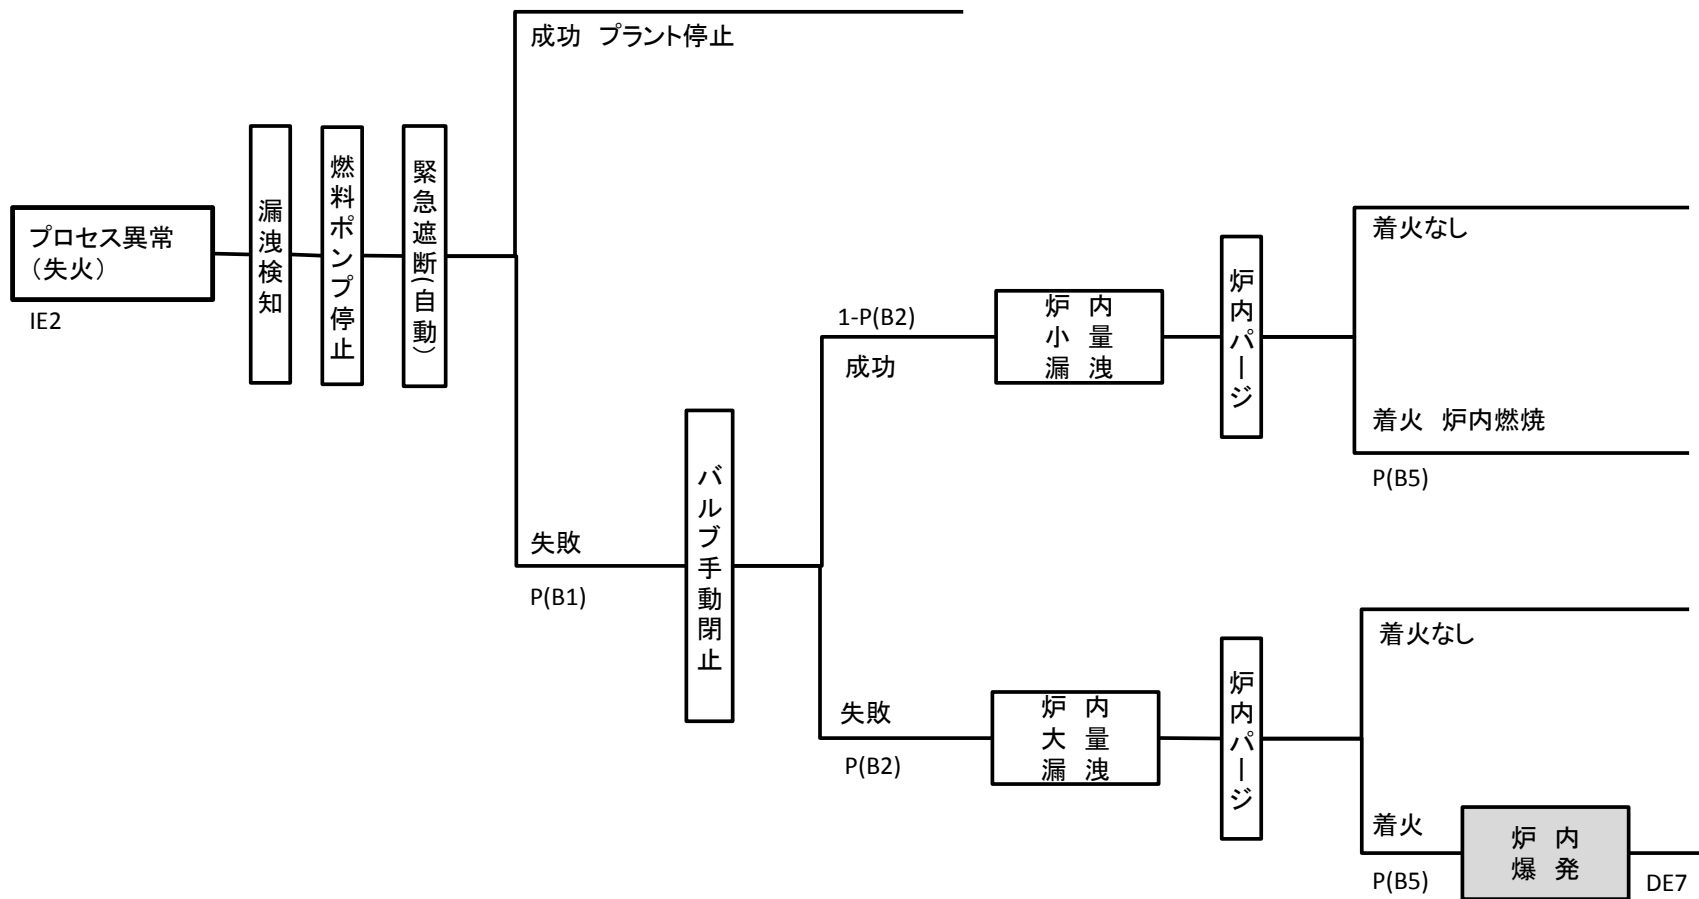 成功 プラント停止
プロセス異常
（失火）
IE2
漏洩検知
燃料ポンプ停止
緊急遮断(自動)
失敗
P(B1)
バルブ手動閉止
1-P(B2)
成功
炉 内
小 量
漏 洩
炉内パージ
着火なし
着火 炉内燃焼
P(B5)
失敗
P(B2)
炉 内
大 量
漏 洩
炉内パージ
着火なし
着火
P(B5)
炉 内
爆 発
DE7